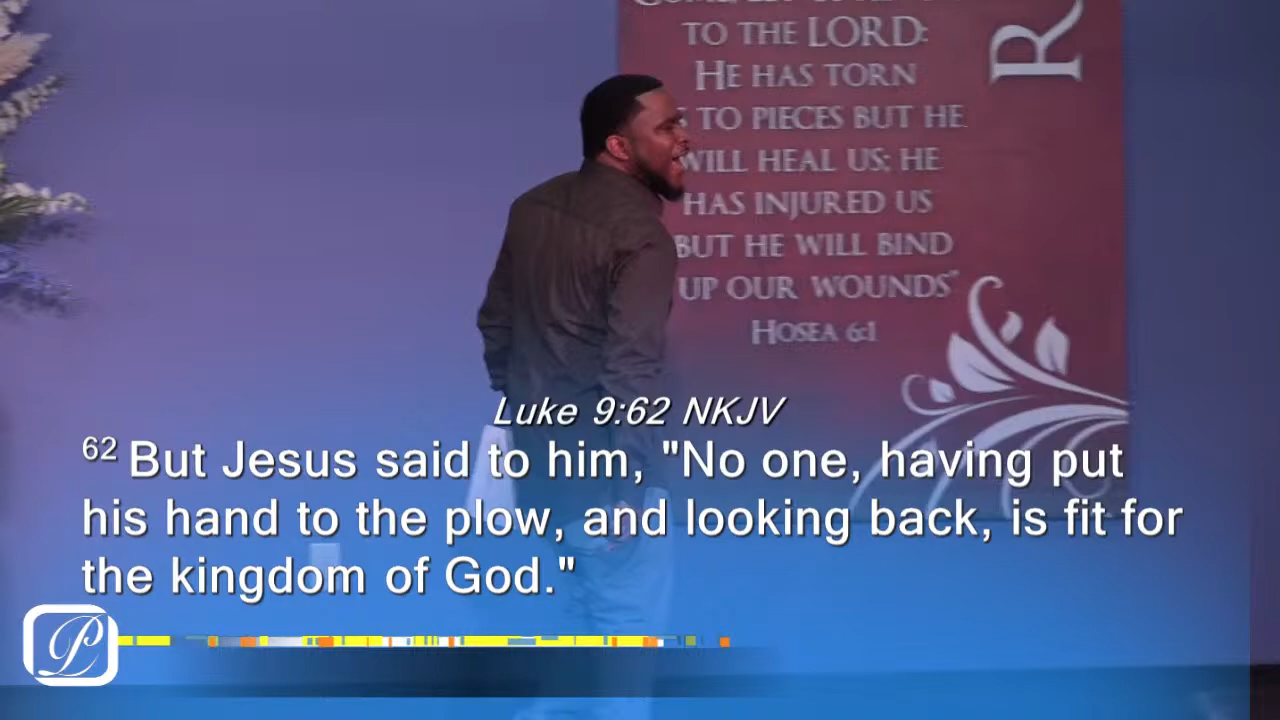 TO THE LORD:
HE HAS TORN
TO PIECES BUT HE
WILL HEAL US; HE
HAS INJURED US
BUT HE WILL BIND
UP OUR WOUNDS"
HOSEA 6:1
R
Luke 9:62 NKJV
62 But Jesus said to him, "No one, having put
his hand to the plow, and looking back, is fit for
the kingdom of God."